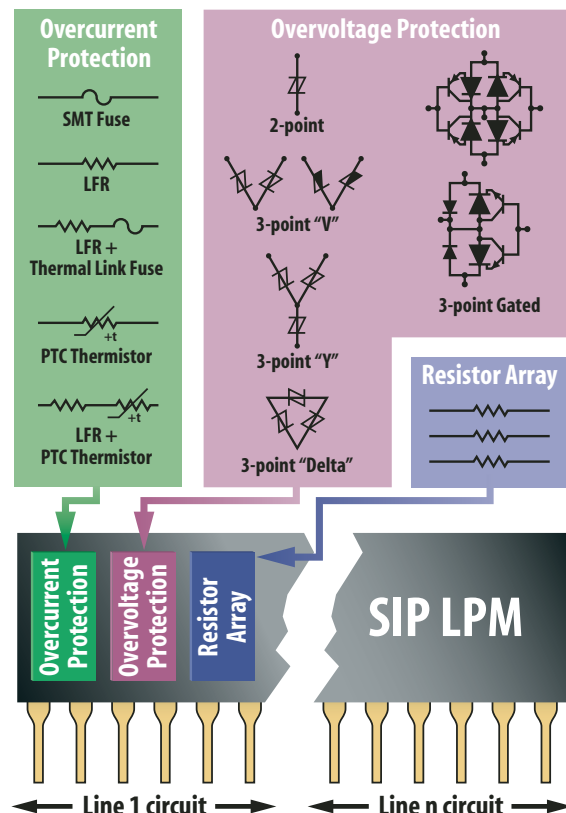 Overcurrent
Protection
SMT Fuse
LFR
LFR +
Thermal Link Fuse
+t
PTC Thermistor
+t
LFR +
PTC Thermistor
Overvoltage Protection
2-point
3-point “V”
3-point “Y”
3-point “Delta”
3-point Gated
Resistor Array
Overcurrent
Protection
Overvoltage
Protection
Resistor
Array
SIP LPM
Line 1 circuit
Line n circuit